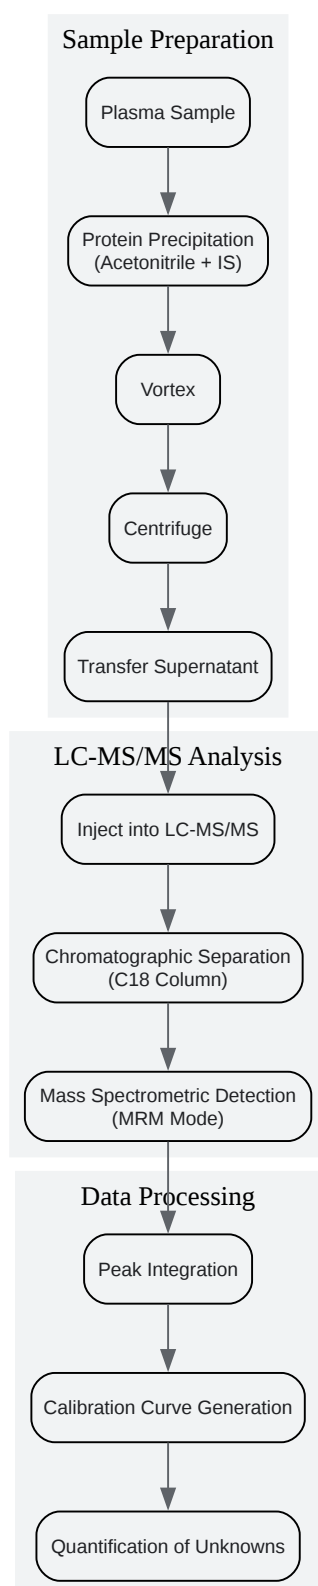 Sample Preparation
Plasma Sample
Protein Precipitation
(Acetonitrile + IS)
Vortex
Centrifuge
Transfer Supernatant
LC-MS/MS Analysis
Inject into LC-MS/MS
Chromatographic Separation
(C18 Column)
Mass Spectrometric Detection
(MRM Mode)
Data Processing
Peak Integration
Calibration Curve Generation
Quantification of Unknowns